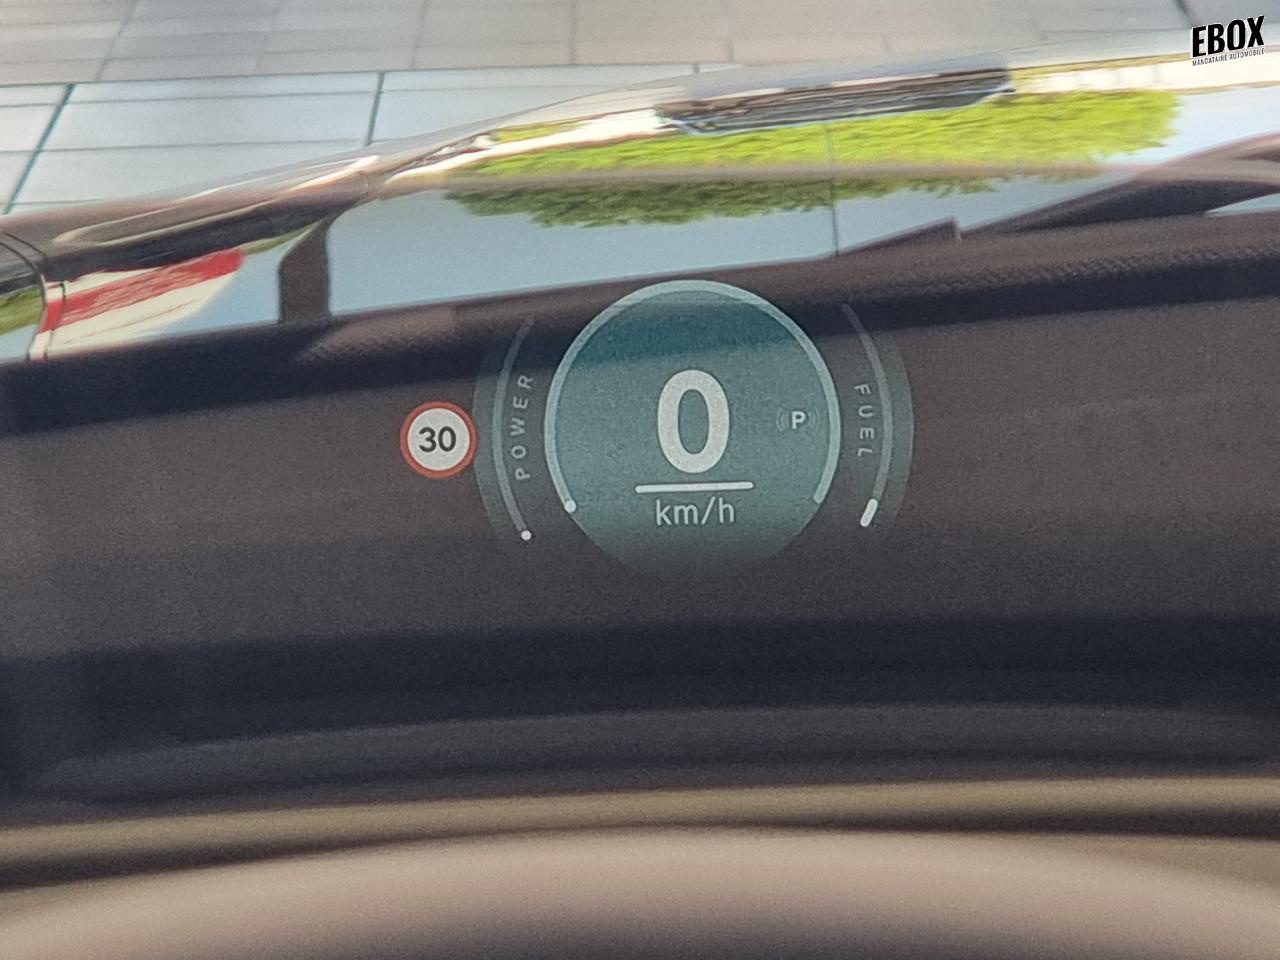 EBOX
MANDATAIRE AUTOMOBILE
30
POWER
0
P
km/h
FUEL